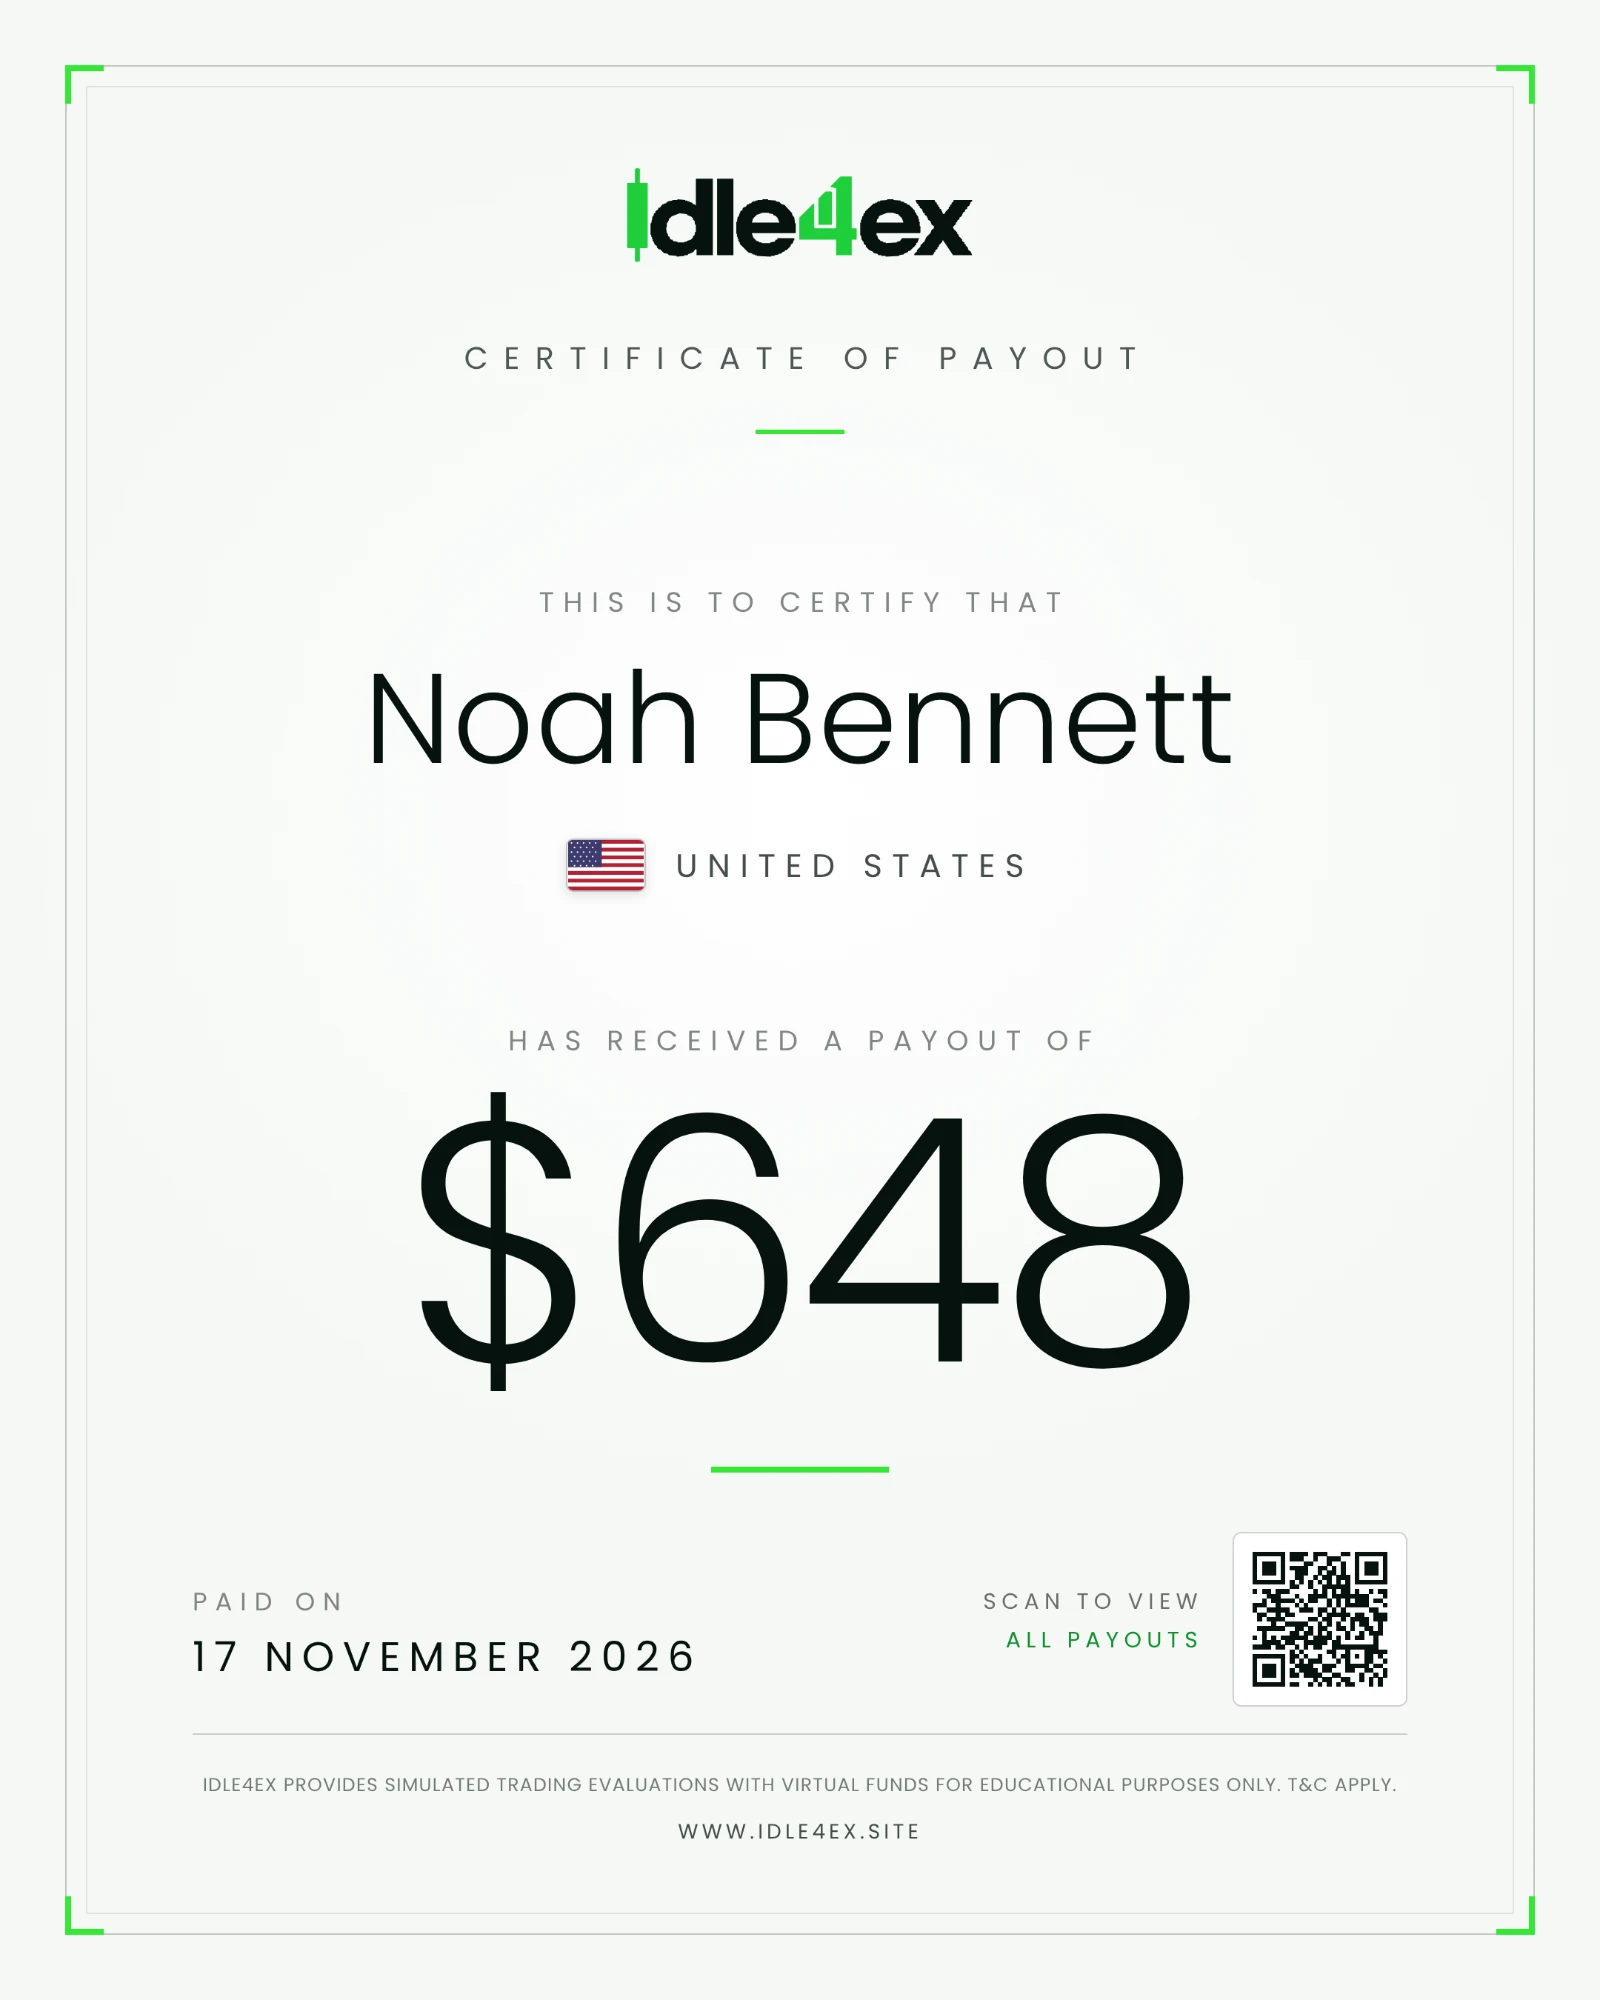 Idle4ex
CERTIFICATE OF PAYOUT
THIS IS TO CERTIFY THAT
Noah Bennett
UNITED STATES
HAS RECEIVED A PAYOUT OF
$648
PAID ON
17 NOVEMBER 2026
SCAN TO VIEW
ALL PAYOUTS
IDLE4EX PROVIDES SIMULATED TRADING EVALUATIONS WITH VIRTUAL FUNDS FOR EDUCATIONAL PURPOSES ONLY. T&C APPLY.
WWW.IDLE4EX.SITE